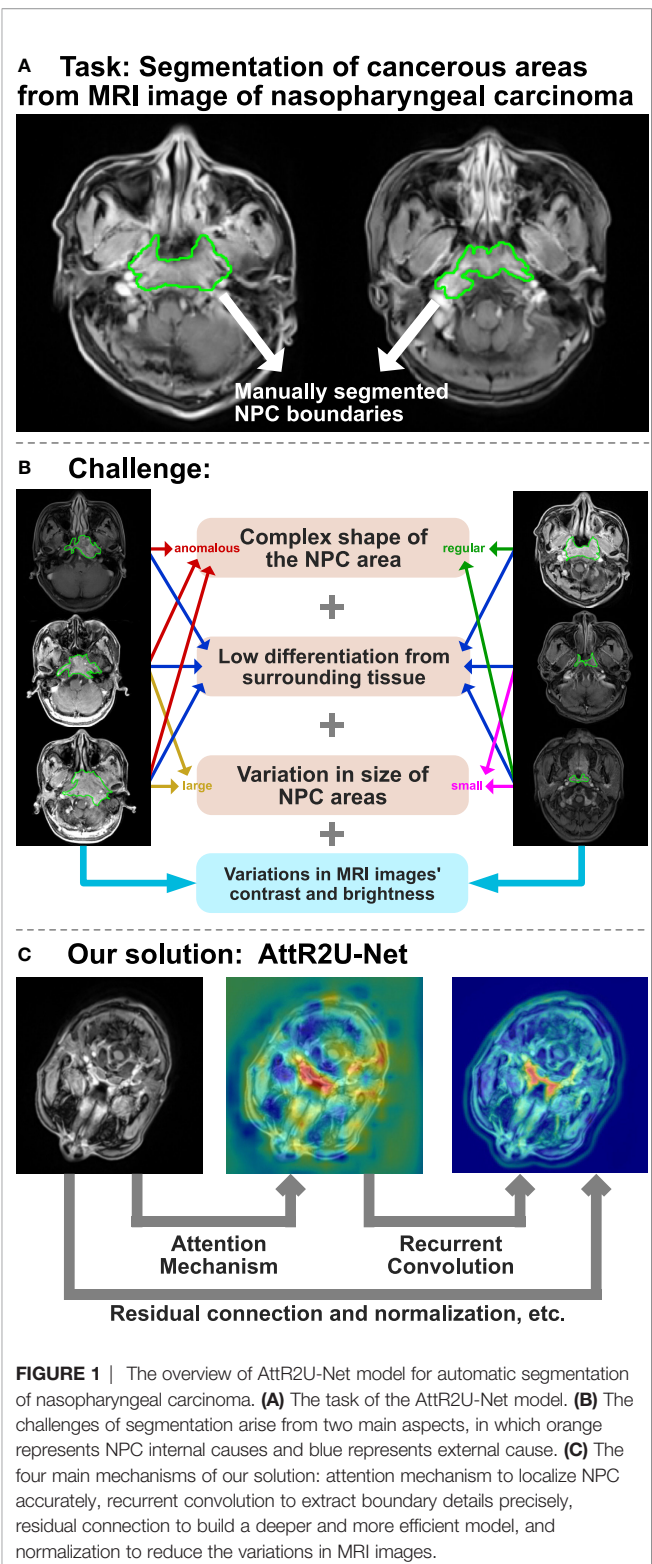 A Task: Segmentation of cancerous areas
from MRI image of nasopharyngeal carcinoma
Manually segmented
NPC boundaries
B Challenge:
anomalous
Complex shape of
the NPC area
regular
+
Low differentiation from
surrounding tissue
+
large
Variation in size of
NPC areas
small
+
Variations in MRI images'
contrast and brightness
C Our solution: AttR2U-Net
Attention
Mechanism
Recurrent
Convolution
Residual connection and normalization, etc.
FIGURE 1 | The overview of AttR2U-Net model for automatic segmentation
of nasopharyngeal carcinoma. (A) The task of the AttR2U-Net model. (B) The
challenges of segmentation arise from two main aspects, in which orange
represents NPC internal causes and blue represents external cause. (C) The
four main mechanisms of our solution: attention mechanism to localize NPC
accurately, recurrent convolution to extract boundary details precisely,
residual connection to build a deeper and more efficient model, and
normalization to reduce the variations in MRI images.